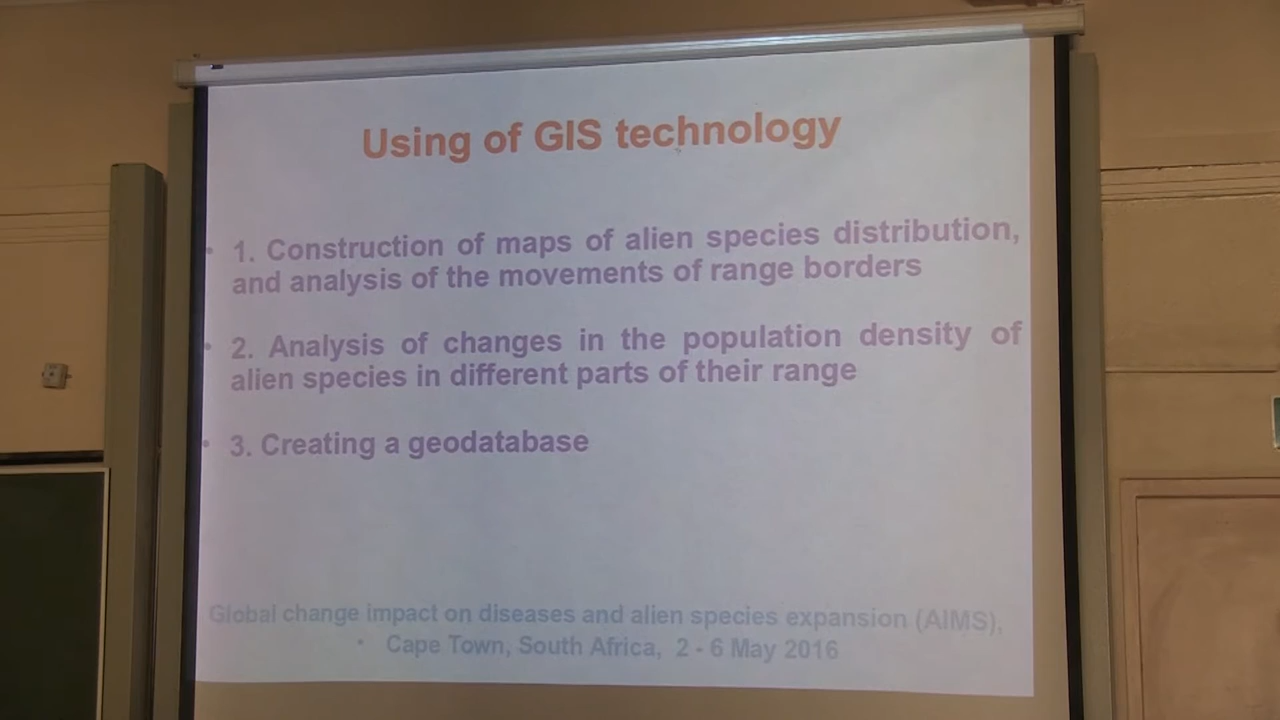 Using of GIS technology
• 1. Construction of maps of alien species distribution,
and analysis of the movements of range borders
• 2. Analysis of changes in the population density of
alien species in different parts of their range
• 3. Creating a geodatabase
Global change impact on diseases and alien species expansion (AIMS),
• Cape Town, South Africa, 2 - 6 May 2016